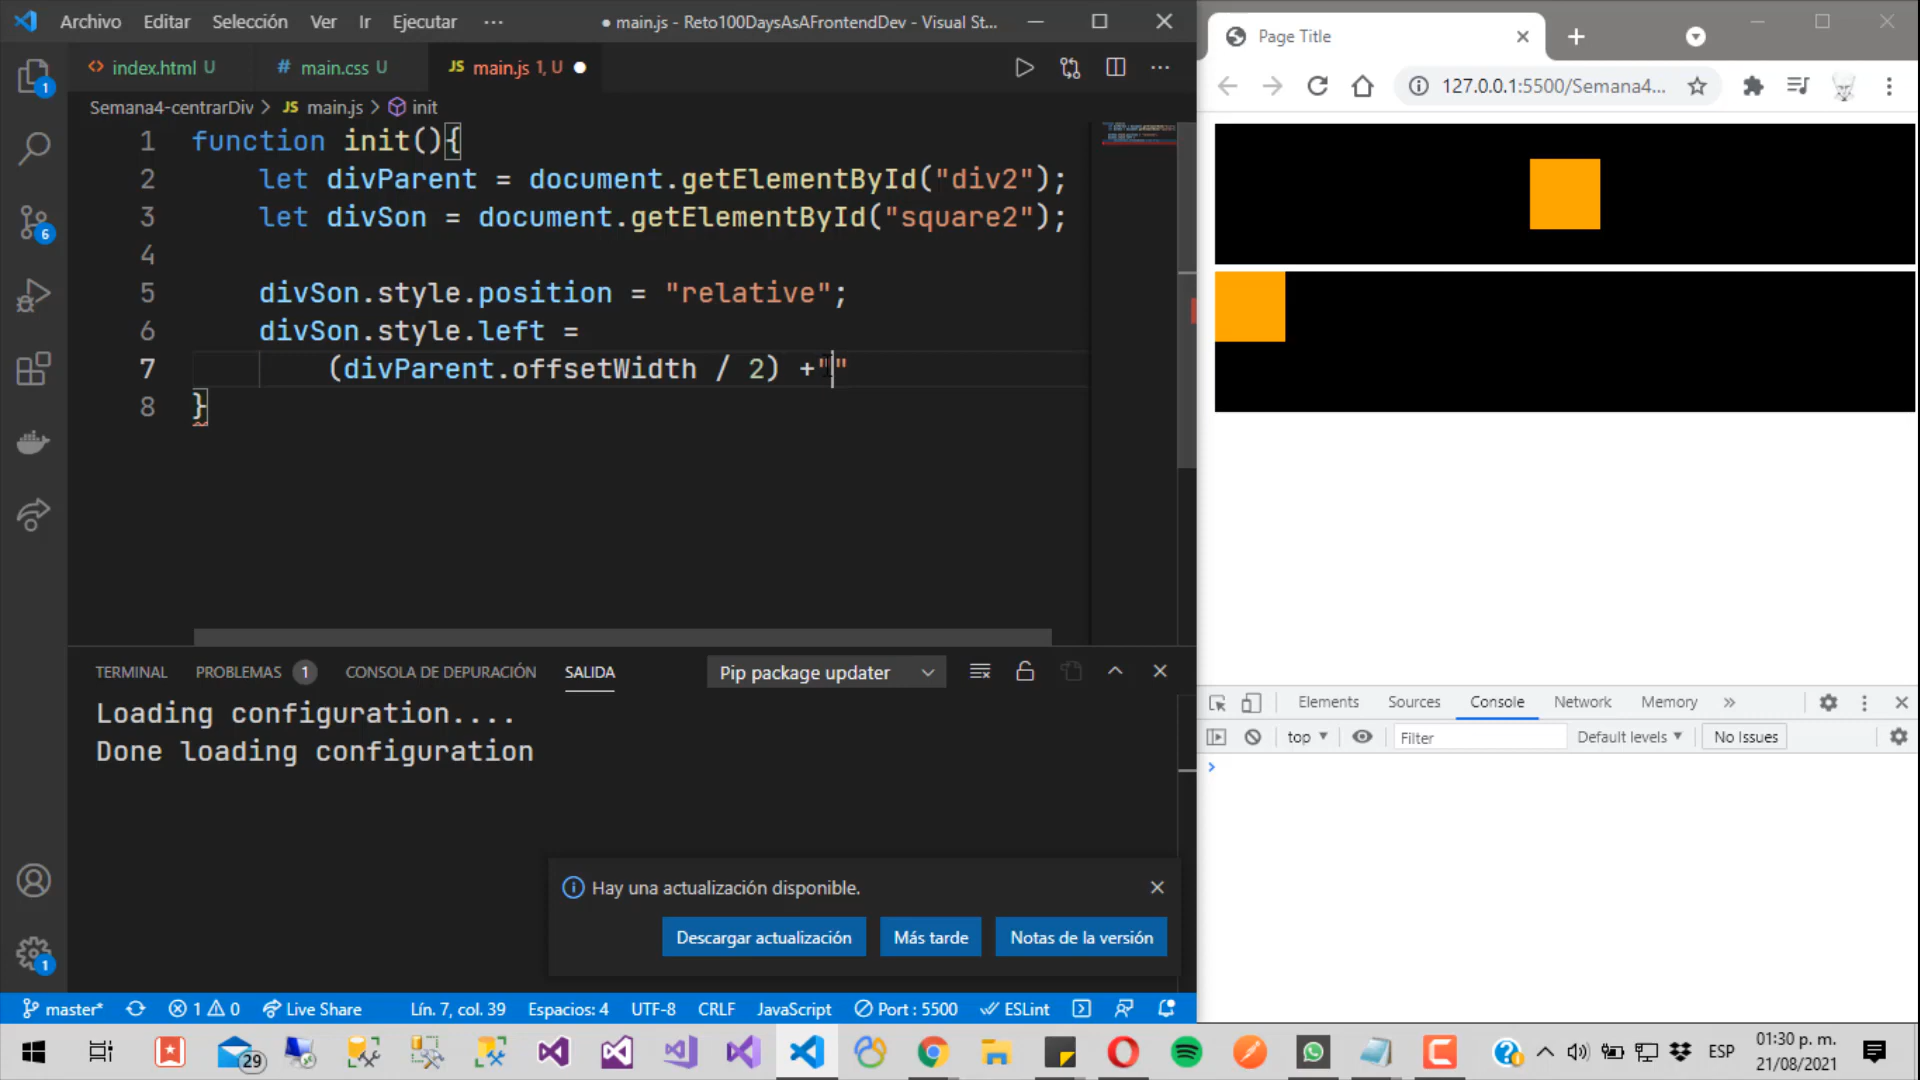 Archivo Editar Selección Ver Ir Ejecutar ··· ● main.js - Reto100DaysAsAFrontendDev - Visual St...
<> index.html U # main.css U JS main.js 1, U ●
Semana4-centrarDiv > JS main.js > init
1 function init(){
2 let divParent = document.getElementById("div2");
3 let divSon = document.getElementById("square2");
4
5 divSon.style.position = "relative";
6 divSon.style.left =
7 (divParent.offsetWidth / 2) +""
8 }
TERMINAL PROBLEMAS 1 CONSOLA DE DEPURACIÓN SALIDA Pip package updater
Loading configuration....
Done loading configuration
Hay una actualización disponible.
Descargar actualización Más tarde Notas de la versión
1
6
1
master* 1 0 Live Share Lín. 7, col. 39 Espacios: 4 UTF-8 CRLF JavaScript Port : 5500 ESLint
Page Title
127.0.0.1:5500/Semana4...
Elements Sources Console Network Memory »
top Filter Default levels No Issues
29 ESP 01:30 p. m.
21/08/2021